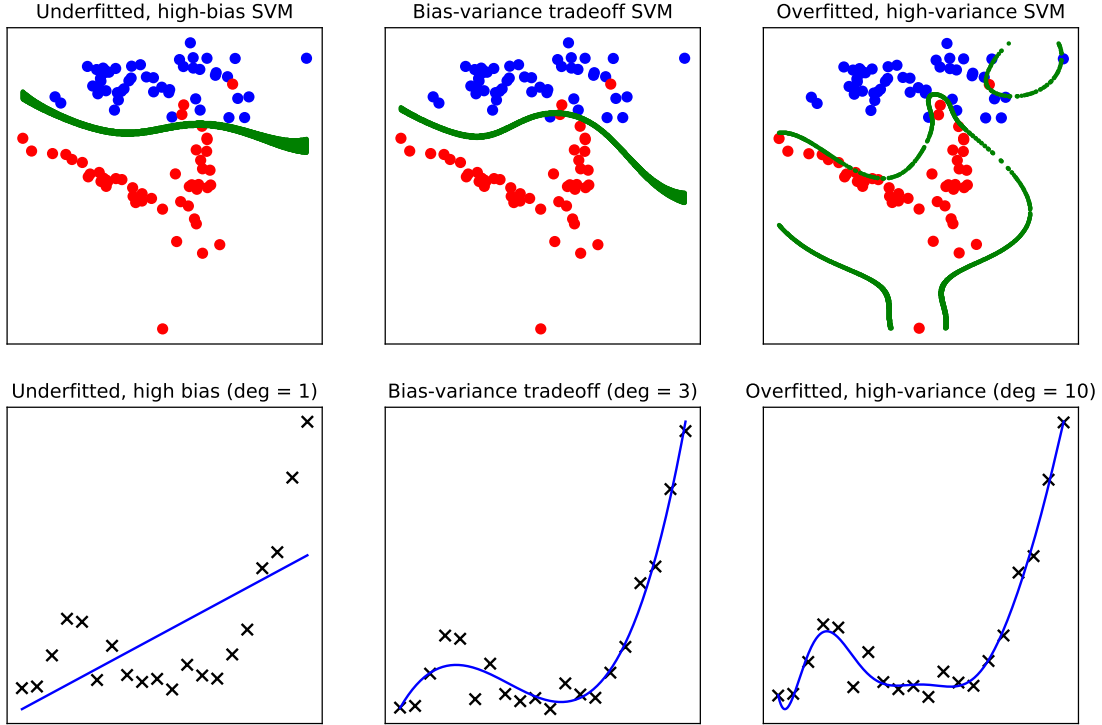 Underfitted, high-bias SVM
Bias-variance tradeoff SVM
Overfitted, high-variance SVM
Underfitted, high bias (deg = 1)
Bias-variance tradeoff (deg = 3)
Overfitted, high-variance (deg = 10)